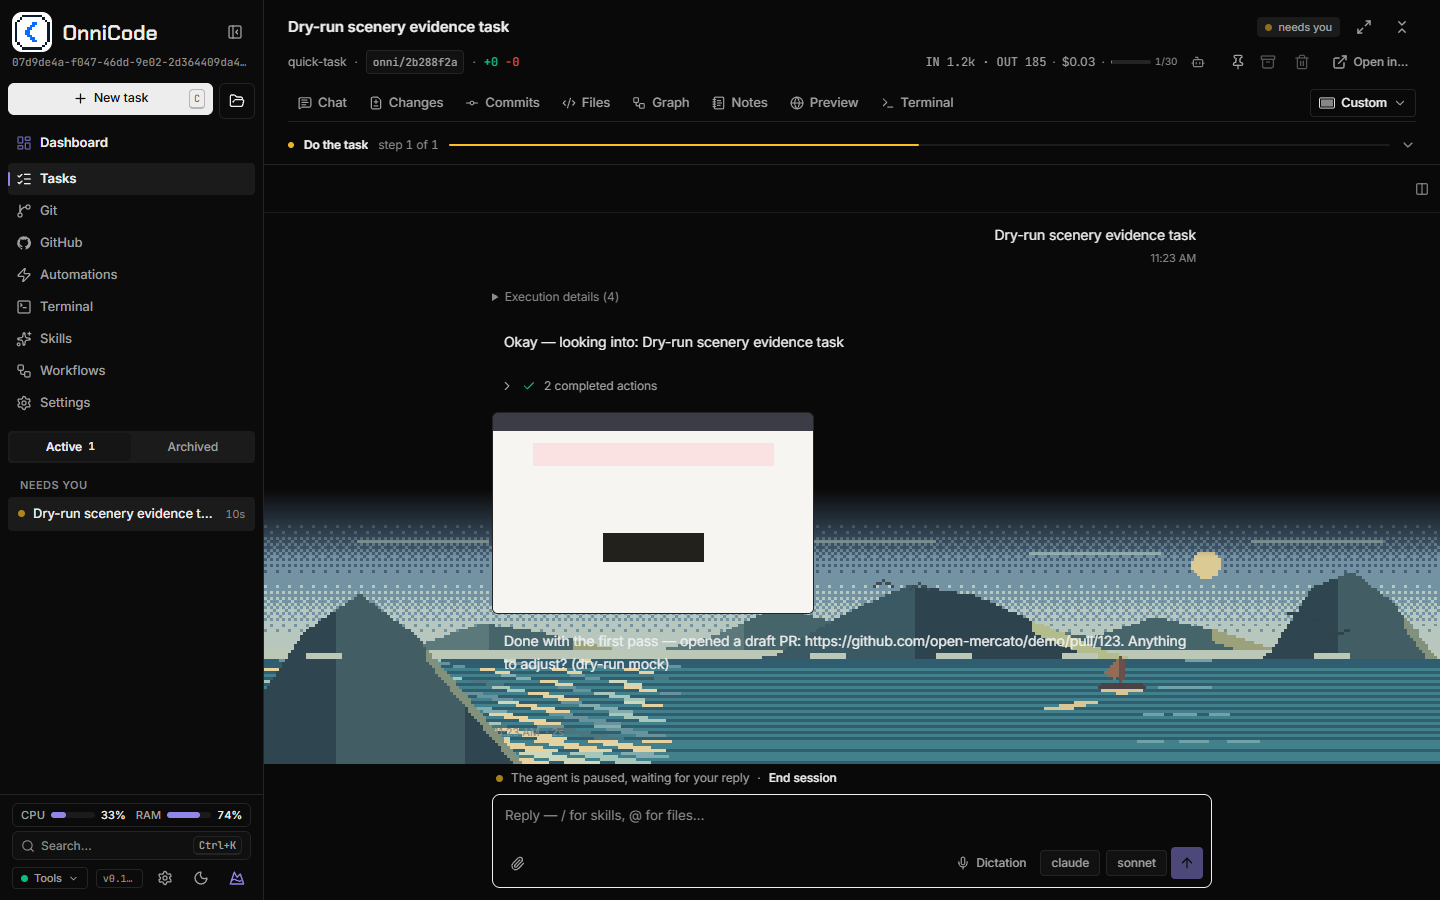 OnniCode
07d9de4a-f047-46dd-9e02-2d364409da4…
New task
C
Dashboard
Tasks
Git
GitHub
Automations
Terminal
Skills
Workflows
Settings
Active 1
Archived
NEEDS YOU
Dry-run scenery evidence t... 10s
CPU 33% RAM 74%
Search... Ctrl+K
Tools v0.1…
Dry-run scenery evidence task
needs you
quick-task · onni/2b288f2a · +0 -0
IN 1.2k · OUT 185 · $0.03 · 1/30
Open in...
Chat Changes Commits Files Graph Notes Preview Terminal
Custom
Do the task step 1 of 1
Dry-run scenery evidence task
11:23 AM
Execution details (4)
Okay — looking into: Dry-run scenery evidence task
2 completed actions
Done with the first pass — opened a draft PR: https://github.com/open-mercato/demo/pull/123. Anything
to adjust? (dry-run mock)
The agent is paused, waiting for your reply · End session
Reply — / for skills, @ for files...
Dictation claude sonnet